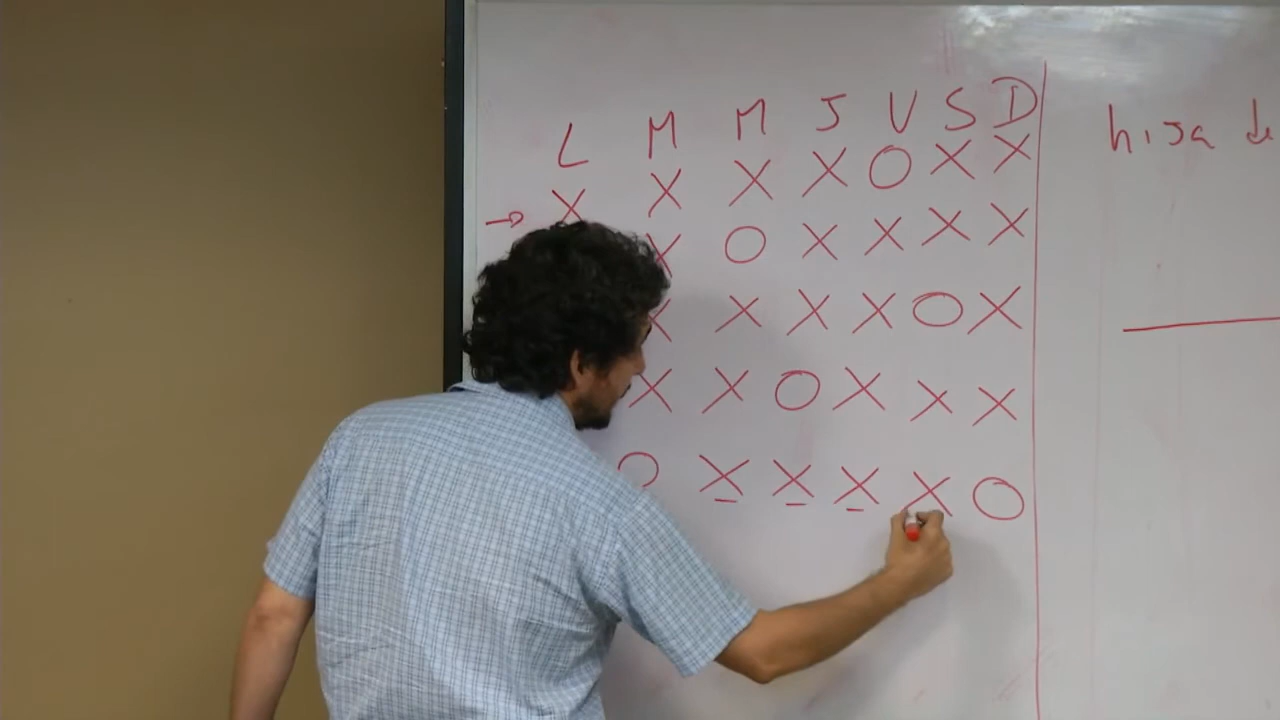 L M M J V S D
X X X X O X X
X O X X X X
X X X X O X
X X O X X X
O X X X X O
hija de